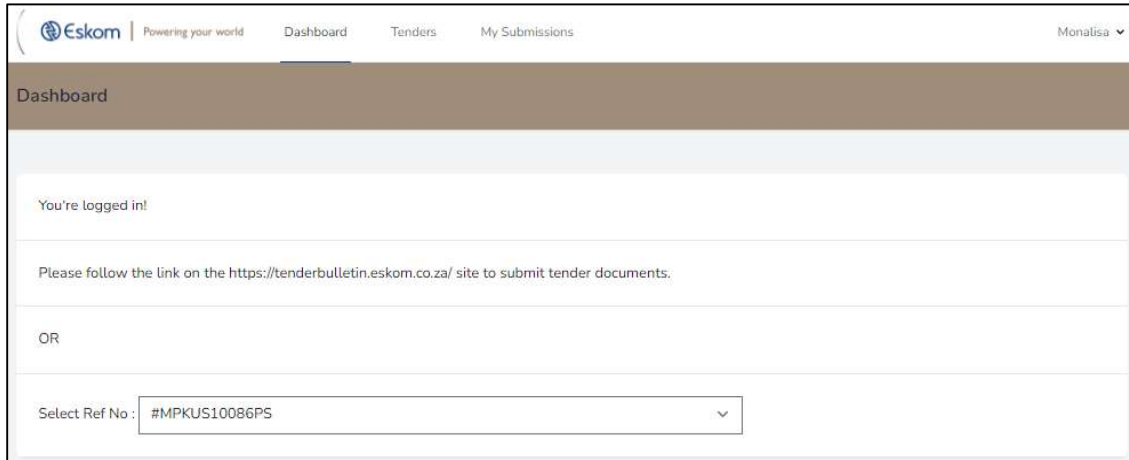 Eskom Powering your world Dashboard Tenders My Submissions Monalisa
Dashboard
You're logged in!
Please follow the link on the https://tenderbulletin.eskom.co.za/ site to submit tender documents.
OR
Select Ref No : #MPKUS10086PS